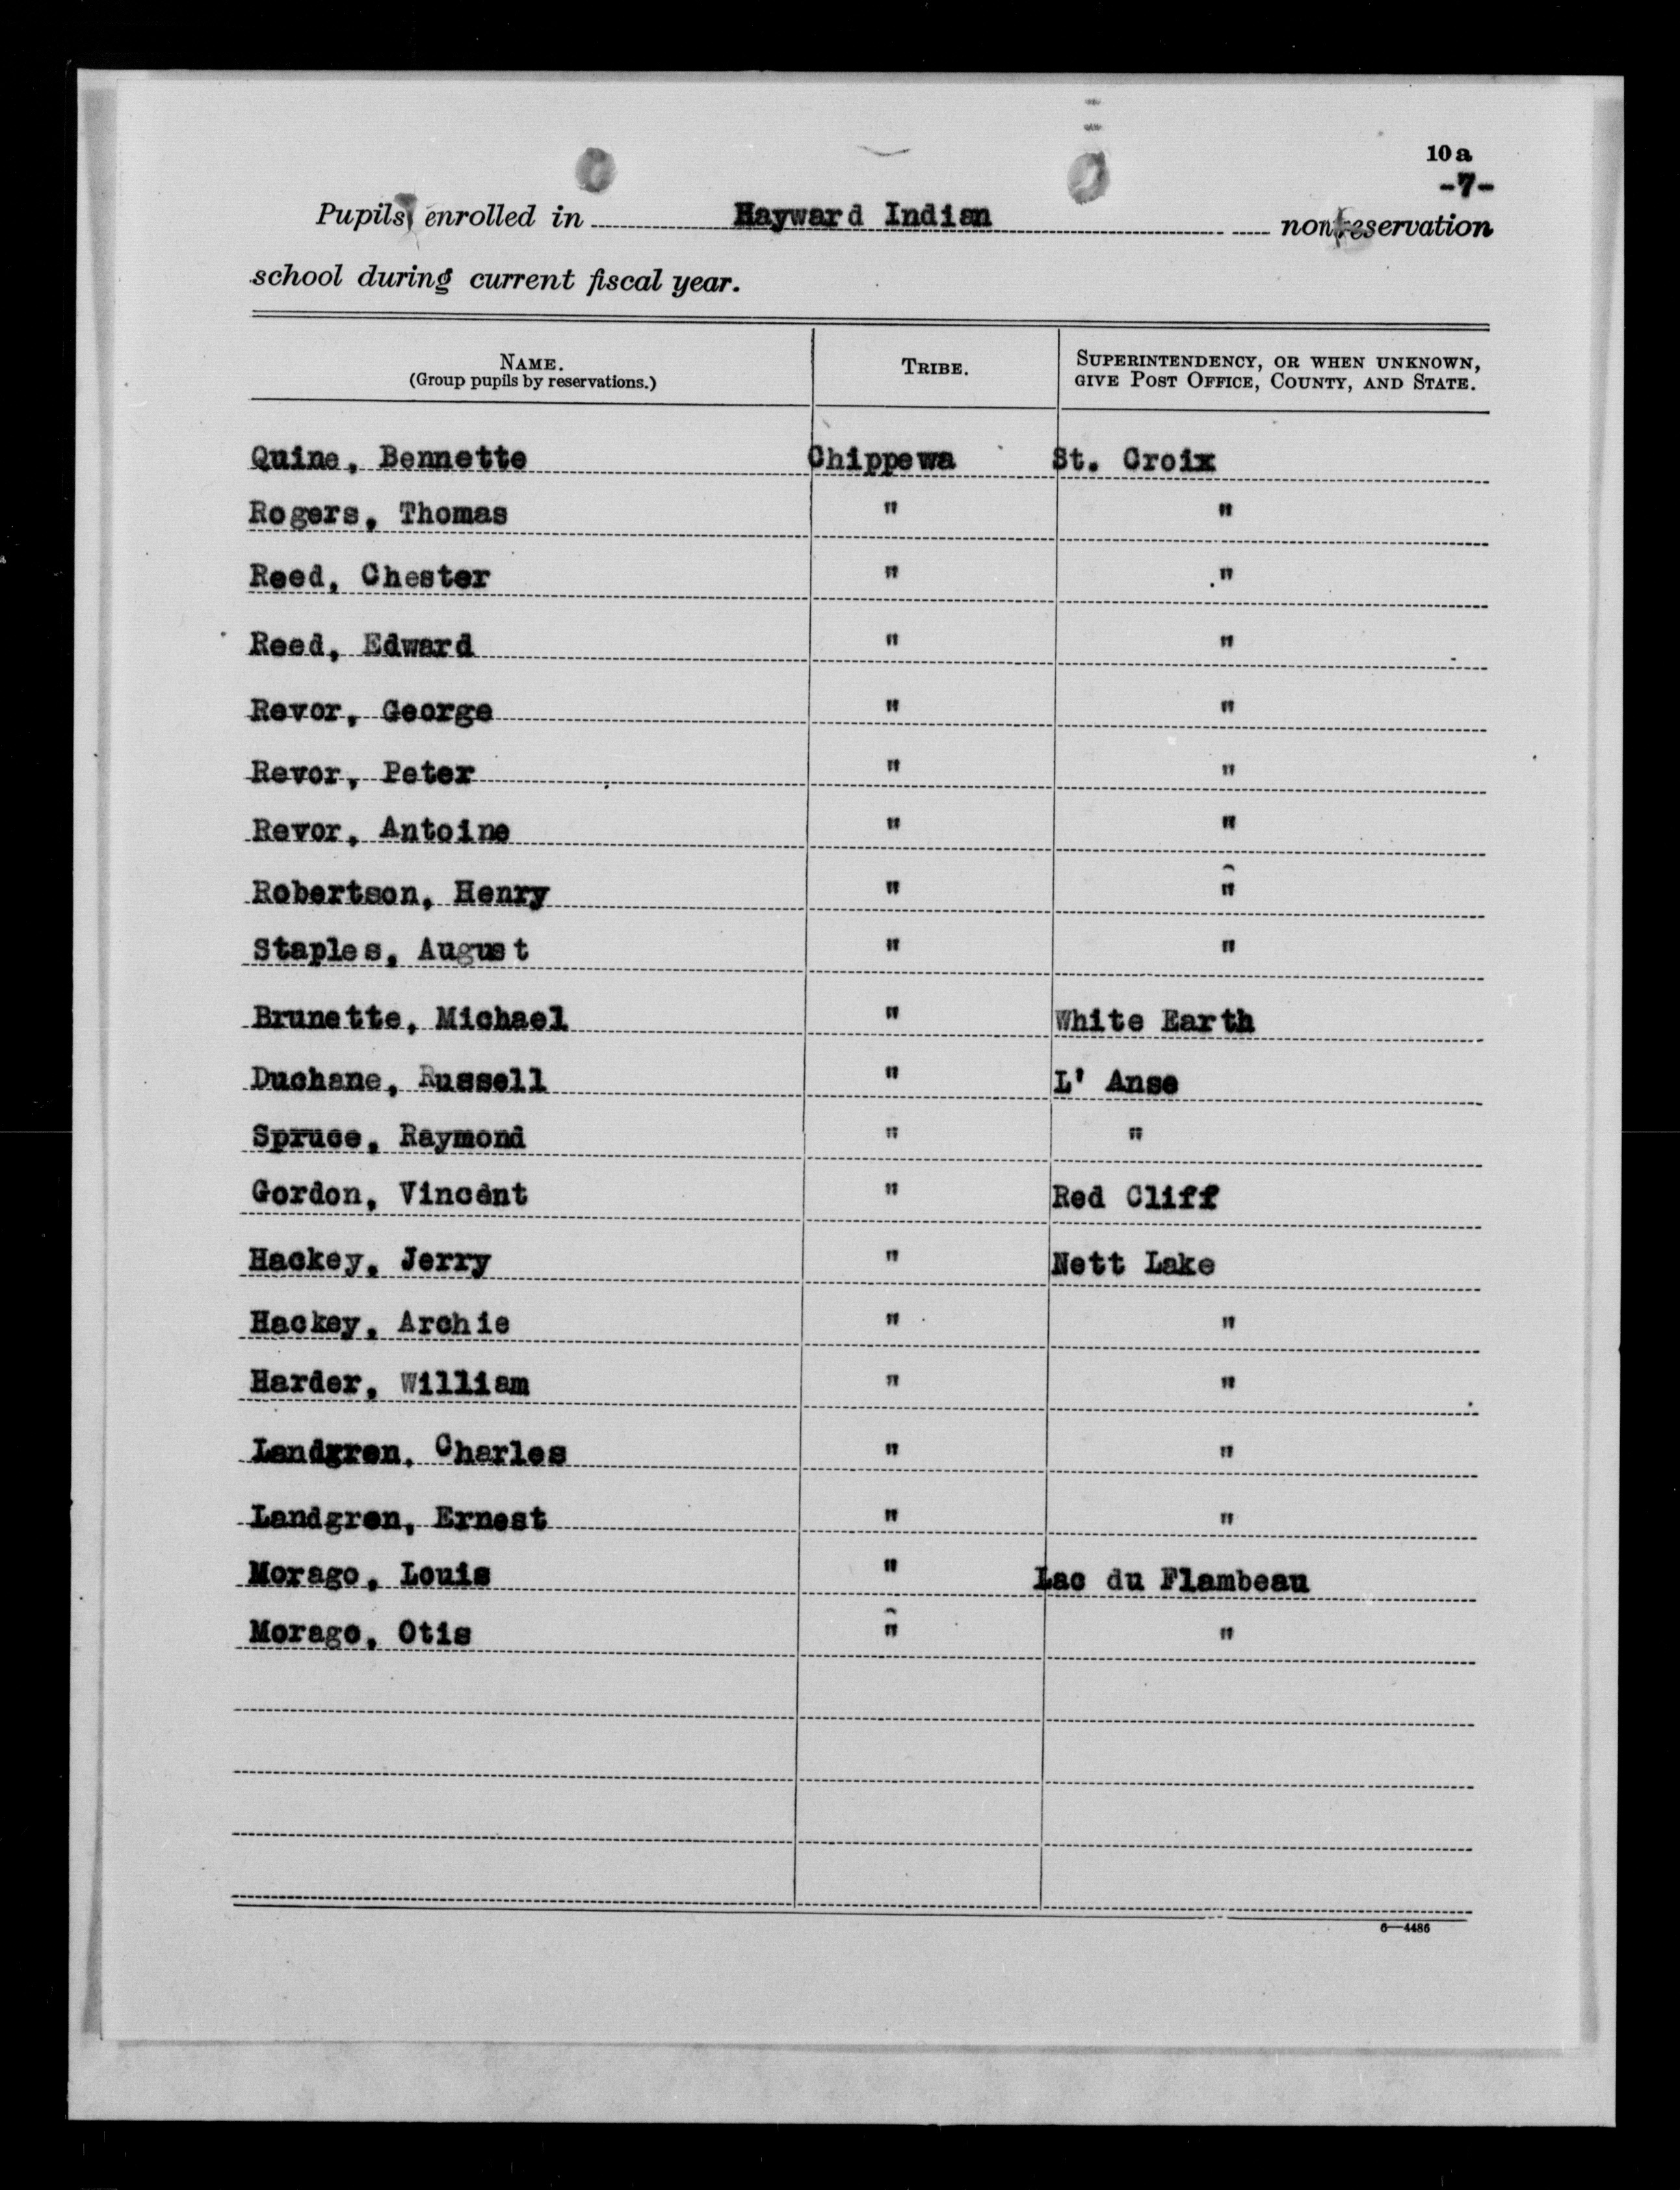 10a
-7-
Pupils enrolled in Hayward Indian nonreservation
school during current fiscal year.
NAME. TRIBE. SUPERINTENDENCY, OR WHEN UNKNOWN,
(Group pupils by reservations.) GIVE POST OFFICE, COUNTY, AND STATE.
Quine, Bennette Chippewa St. Croix
Rogers, Thomas " "
Reed, Chester " "
Reed, Edward " "
Revor, George " "
Revor, Peter " "
Revor, Antoine " "
Robertson, Henry " "
Staples, August " "
Brunette, Michael " White Earth
Duchane, Russell " L' Anse
Spruce, Raymond " "
Gordon, Vincent " Red Cliff
Hackey, Jerry " Nett Lake
Hackey, Archie " "
Harder, William " "
Landgren, Charles " "
Landgren, Ernest " "
Morago, Louis " Lac du Flambeau
Morago, Otis " "
6—4486